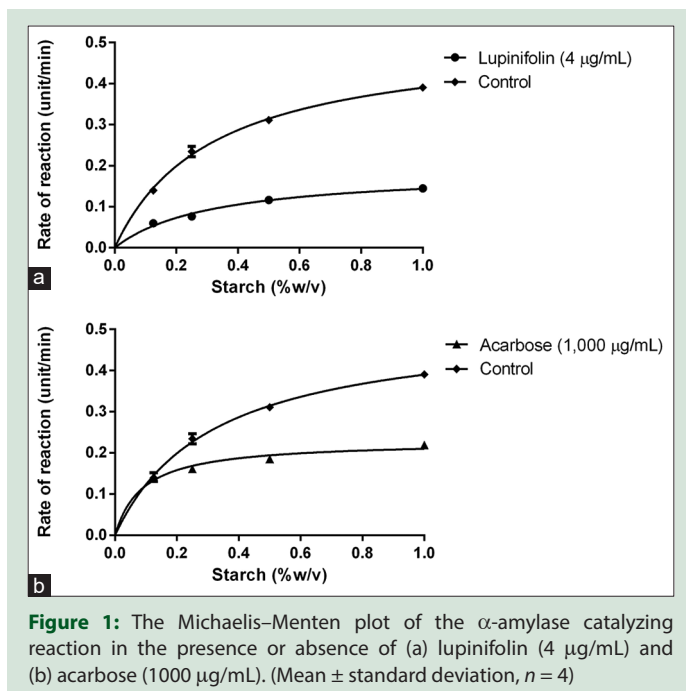 0.5
0.4
0.3
0.2
0.1
0.0
Rate of reaction (unit/min)
0.0 0.2 0.4 0.6 0.8 1.0
Starch (%w/v)
Lupinifolin (4 μg/mL)
Control
a
0.5
0.4
0.3
0.2
0.1
0.0
Rate of reaction (unit/min)
0.0 0.2 0.4 0.6 0.8 1.0
Starch (%w/v)
Acarbose (1,000 μg/mL)
Control
b
Figure 1: The Michaelis–Menten plot of the α-amylase catalyzing
reaction in the presence or absence of (a) lupinifolin (4 μg/mL) and
(b) acarbose (1000 μg/mL). (Mean ± standard deviation, n = 4)